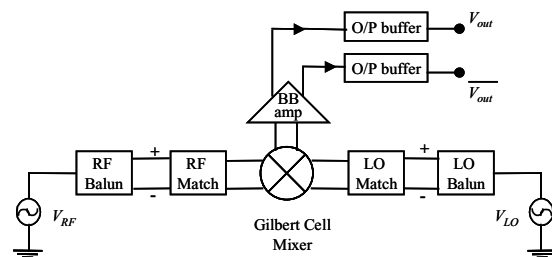 O/P buffer
V_out
O/P buffer
\overline{V_out}
BB
amp
+
+
RF
Balun
RF
Match
LO
Match
LO
Balun
-
-
V_RF
V_LO
Gilbert Cell
Mixer